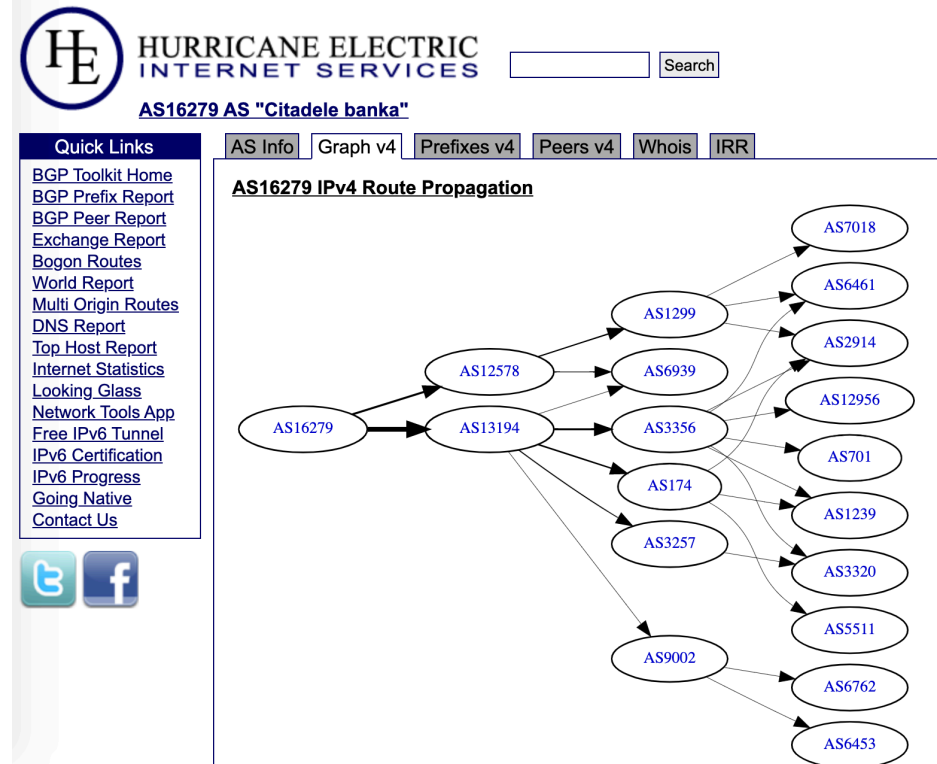 HE
HURRICANE ELECTRIC
INTERNET SERVICES
Search
AS16279 AS "Citadele banka"
Quick Links
BGP Toolkit Home
BGP Prefix Report
BGP Peer Report
Exchange Report
Bogon Routes
World Report
Multi Origin Routes
DNS Report
Top Host Report
Internet Statistics
Looking Glass
Network Tools App
Free IPv6 Tunnel
IPv6 Certification
IPv6 Progress
Going Native
Contact Us
AS Info Graph v4 Prefixes v4 Peers v4 Whois IRR
AS16279 IPv4 Route Propagation
AS16279
AS12578
AS13194
AS1299
AS6939
AS3356
AS174
AS3257
AS9002
AS7018
AS6461
AS2914
AS12956
AS701
AS1239
AS3320
AS5511
AS6762
AS6453